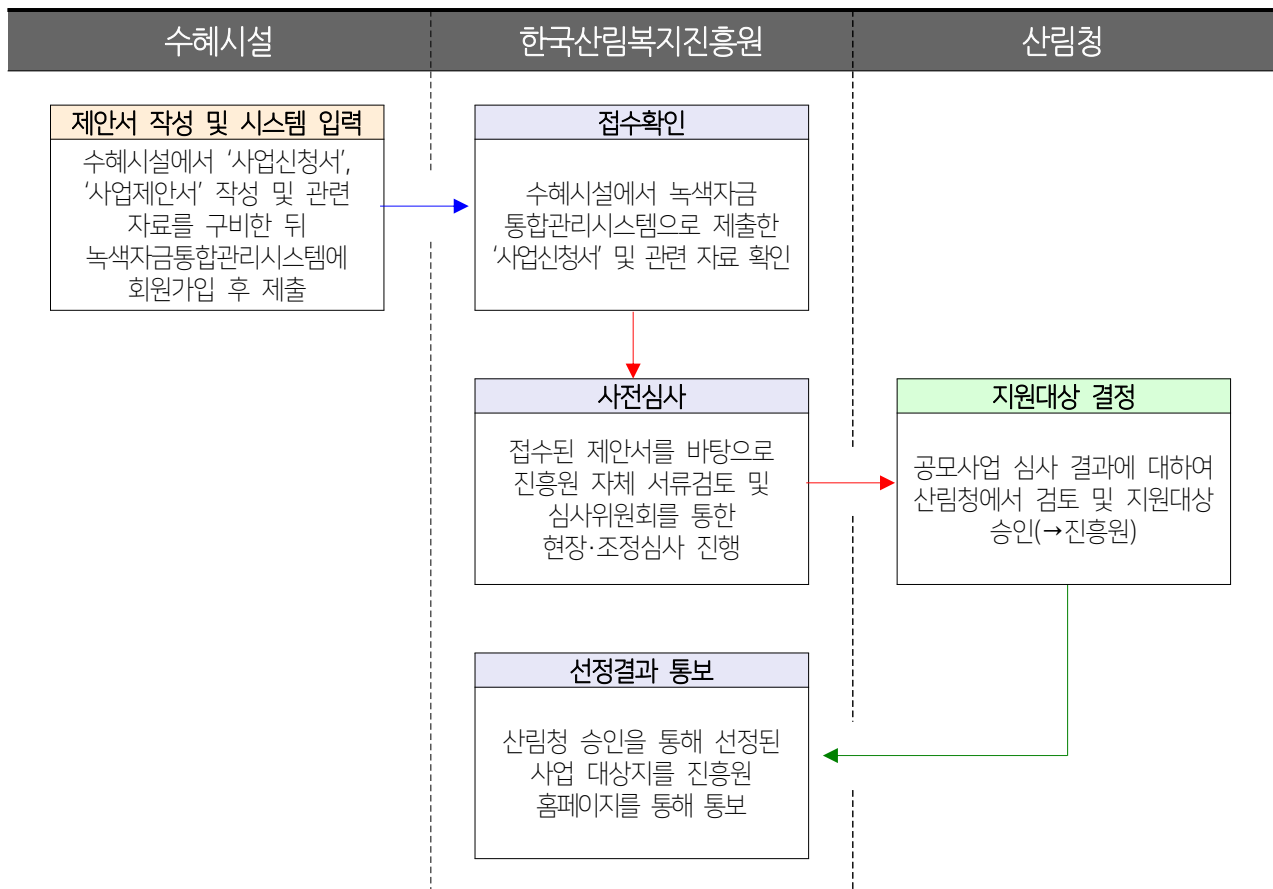 수혜시설
한국산림복지진흥원
산림청
제안서 작성 및 시스템 입력
수혜시설에서 ‘사업신청서’,
‘사업제안서’ 작성 및 관련
자료를 구비한 뒤
녹색자금통합관리시스템에
회원가입 후 제출
접수확인
수혜시설에서 녹색자금
통합관리시스템으로 제출한
‘사업신청서’ 및 관련 자료 확인
사전심사
접수된 제안서를 바탕으로
진흥원 자체 서류검토 및
심사위원회를 통한
현장·조정심사 진행
지원대상 결정
공모사업 심사 결과에 대하여
산림청에서 검토 및 지원대상
승인(→진흥원)
선정결과 통보
산림청 승인을 통해 선정된
사업 대상지를 진흥원
홈페이지를 통해 통보